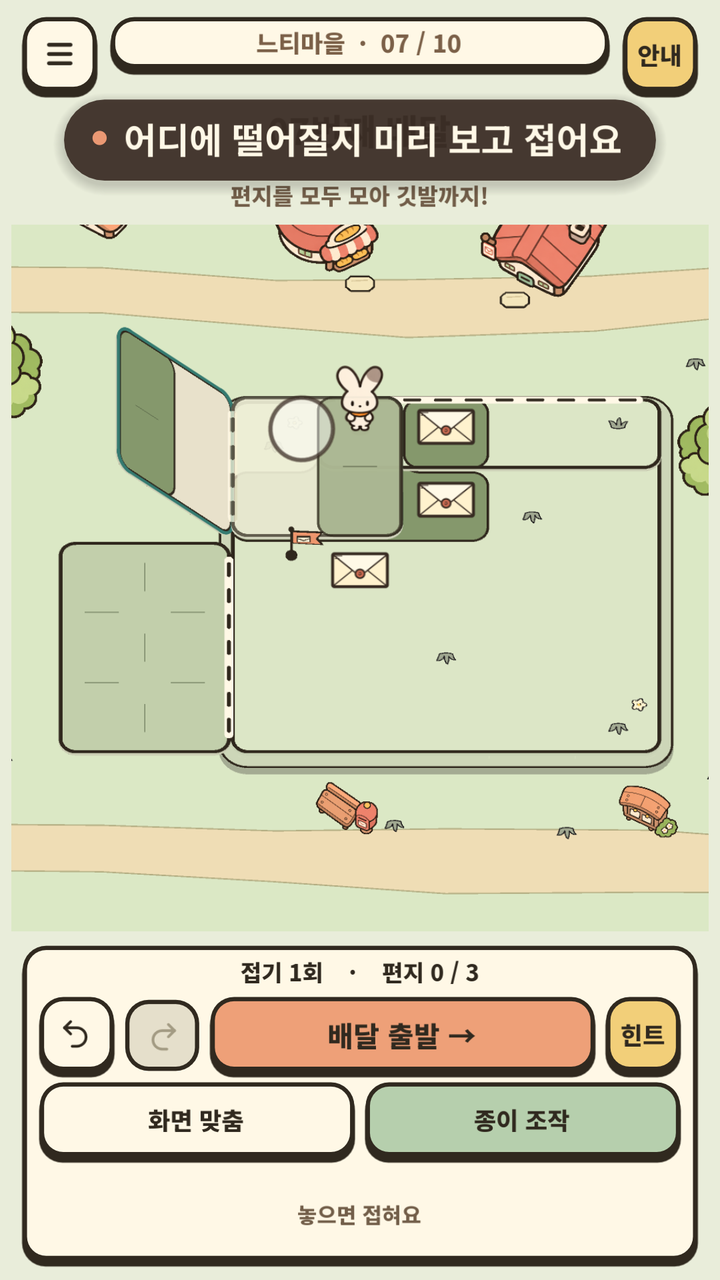 느티마을 · 07 / 10
안내
어디에 떨어질지 미리 보고 접어요
편지를 모두 모아 깃발까지!
접기 1회 · 편지 0 / 3
배달 출발 →
힌트
화면 맞춤
종이 조작
놓으면 접혀요